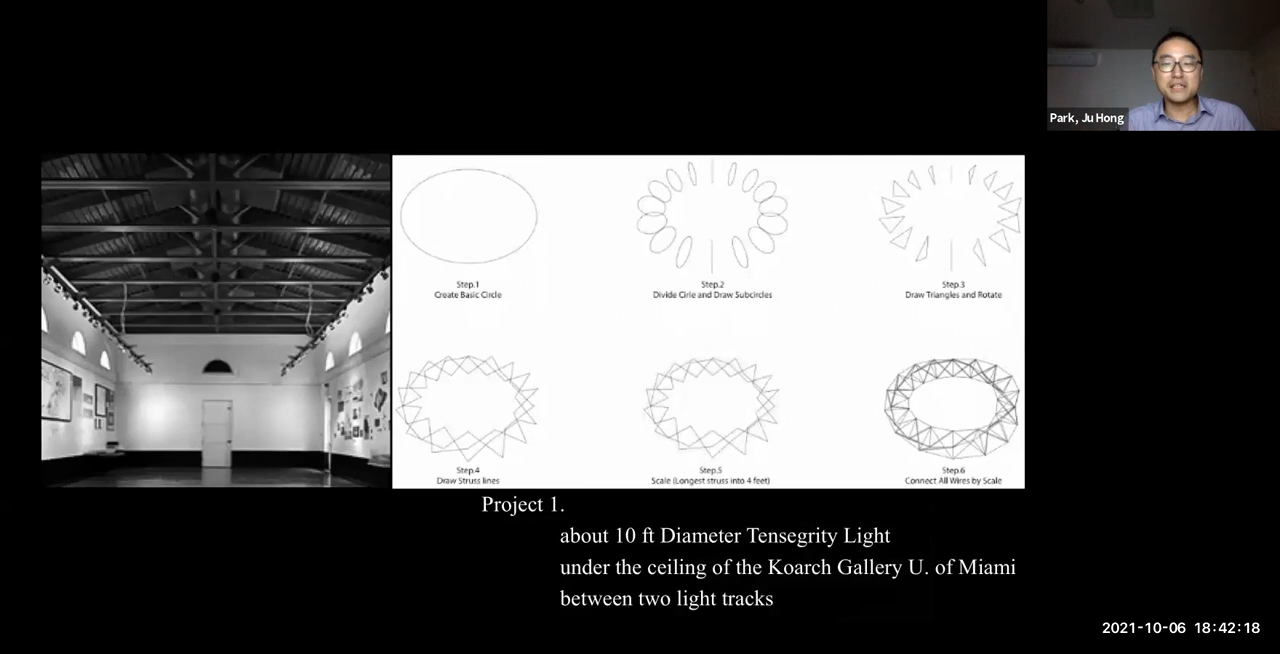 Park, Ju Hong
Step.1
Create Basic Circle
Step.2
Divide Cirle and Draw Subcircles
Step.3
Draw Triangles and Rotate
Step.4
Draw Struss lines
Step.5
Scale (Longest struss into 4 feet)
Step.6
Connect All Wires by Scale
Project 1.
about 10 ft Diameter Tensegrity Light
under the ceiling of the Koarch Gallery U. of Miami
between two light tracks
2021-10-06 18:42:18